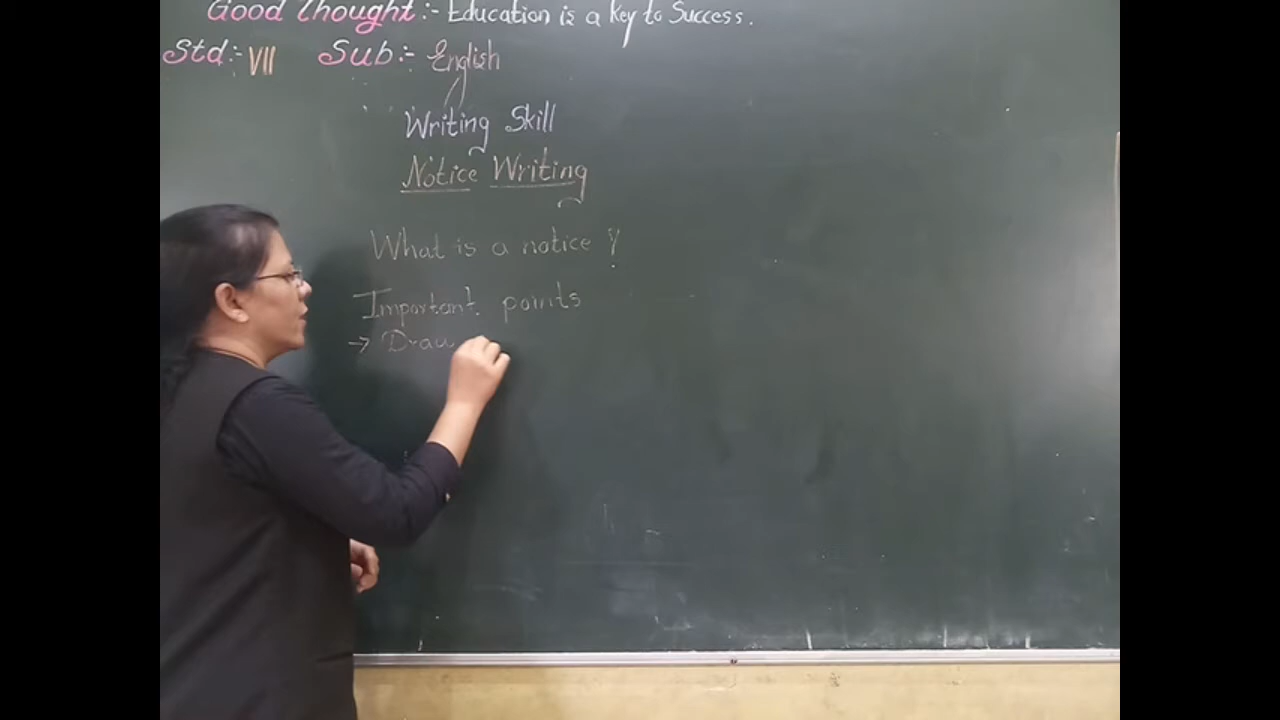 Good Thought :- Education is a key to Success.
Std :- VII Sub :- English
Writing Skill
Notice Writing
What is a notice ?
Important points
→ Draw